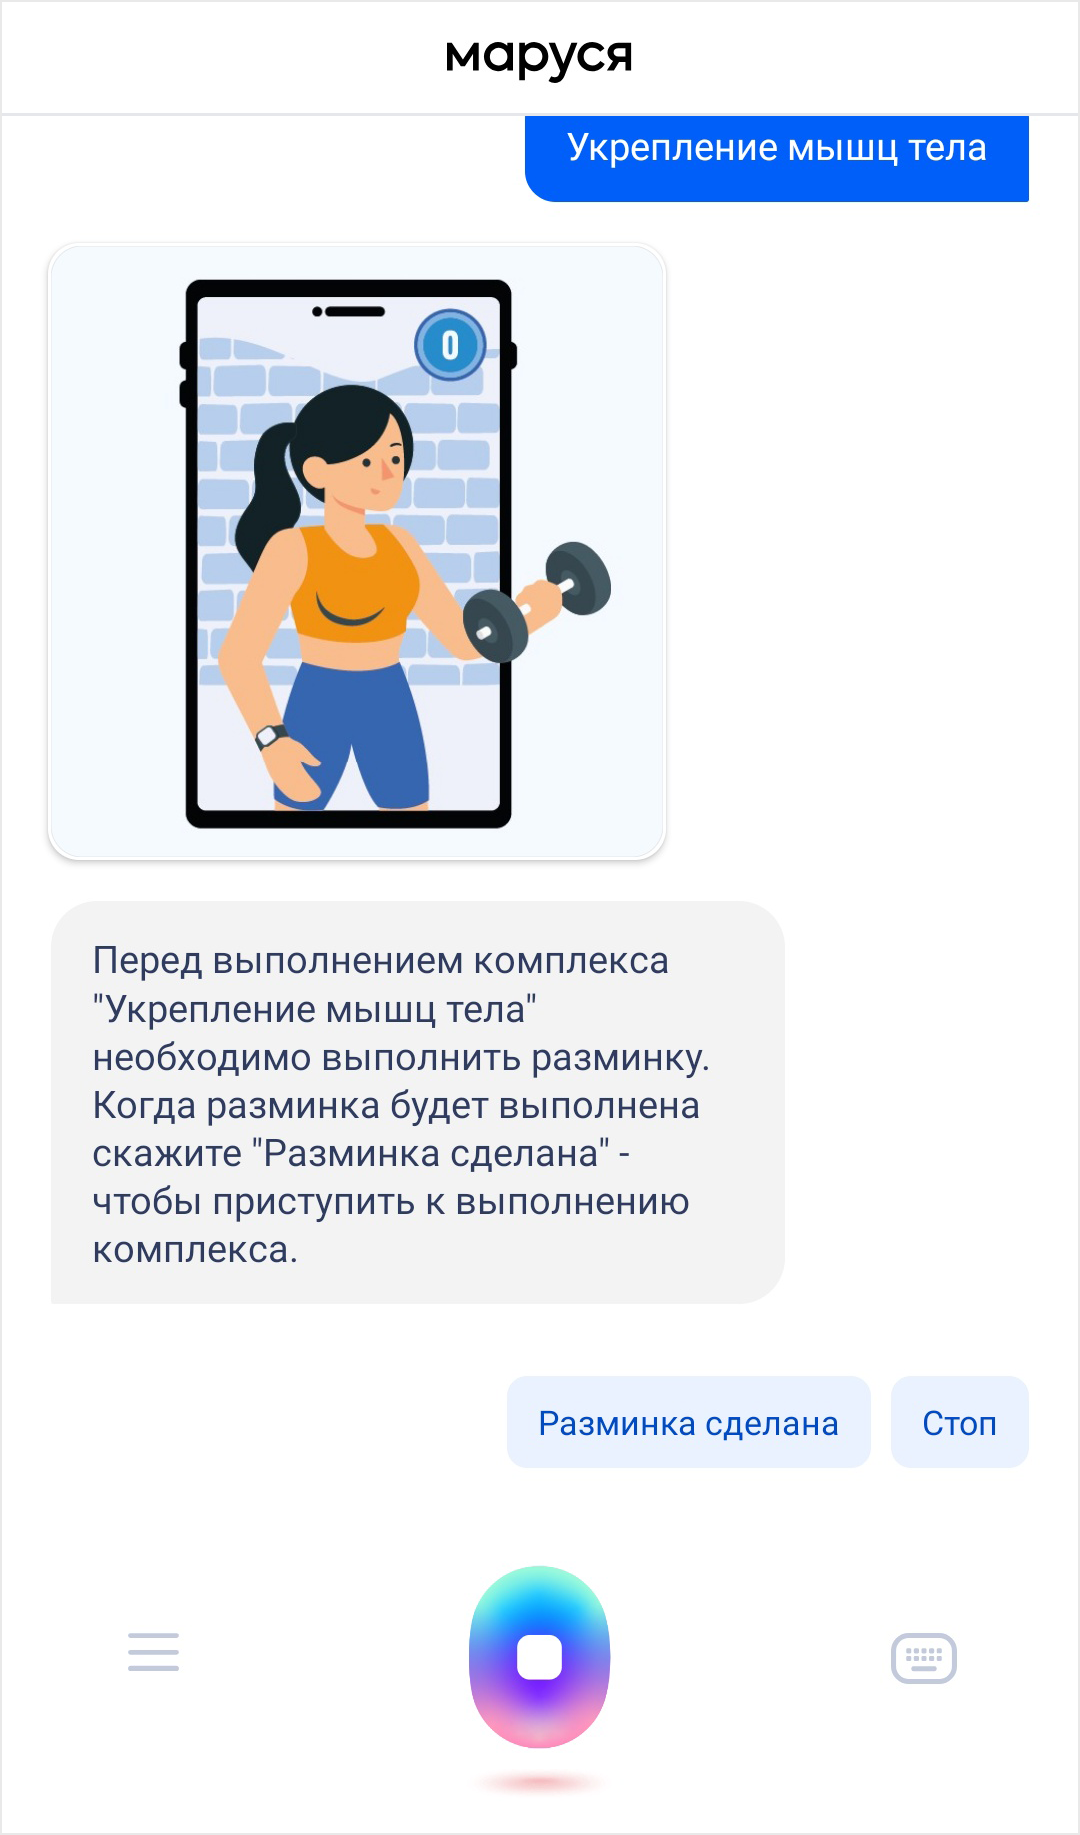 маруся
Укрепление мышц тела
0
Перед выполнением комплекса
"Укрепление мышц тела"
необходимо выполнить разминку.
Когда разминка будет выполнена
скажите "Разминка сделана" -
чтобы приступить к выполнению
комплекса.
Разминка сделана
Стоп